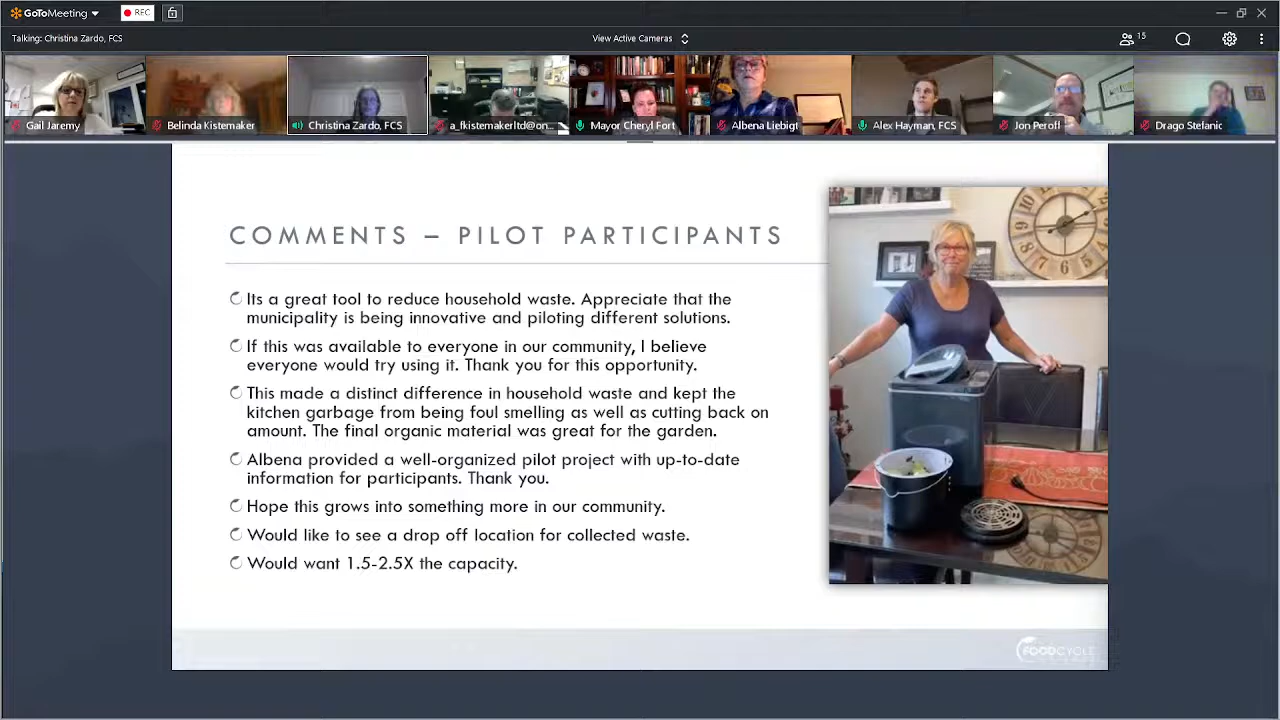 GoToMeeting
REC
Talking: Christina Zardo, FCS
View Active Cameras
15
Gail Jaremy
Belinda Kistemaker
Christina Zardo, FCS
a_fkistemakerltd@on...
Mayor Cheryl Fort
Albena Liebigt
Alex Hayman, FCS
Jon Peroff
Drago Stefanic
COMMENTS – PILOT PARTICIPANTS
Its a great tool to reduce household waste. Appreciate that the
municipality is being innovative and piloting different solutions.
If this was available to everyone in our community, I believe
everyone would try using it. Thank you for this opportunity.
This made a distinct difference in household waste and kept the
kitchen garbage from being foul smelling as well as cutting back on
amount. The final organic material was great for the garden.
Albena provided a well-organized pilot project with up-to-date
information for participants. Thank you.
Hope this grows into something more in our community.
Would like to see a drop off location for collected waste.
Would want 1.5-2.5X the capacity.
FOODCYCLE